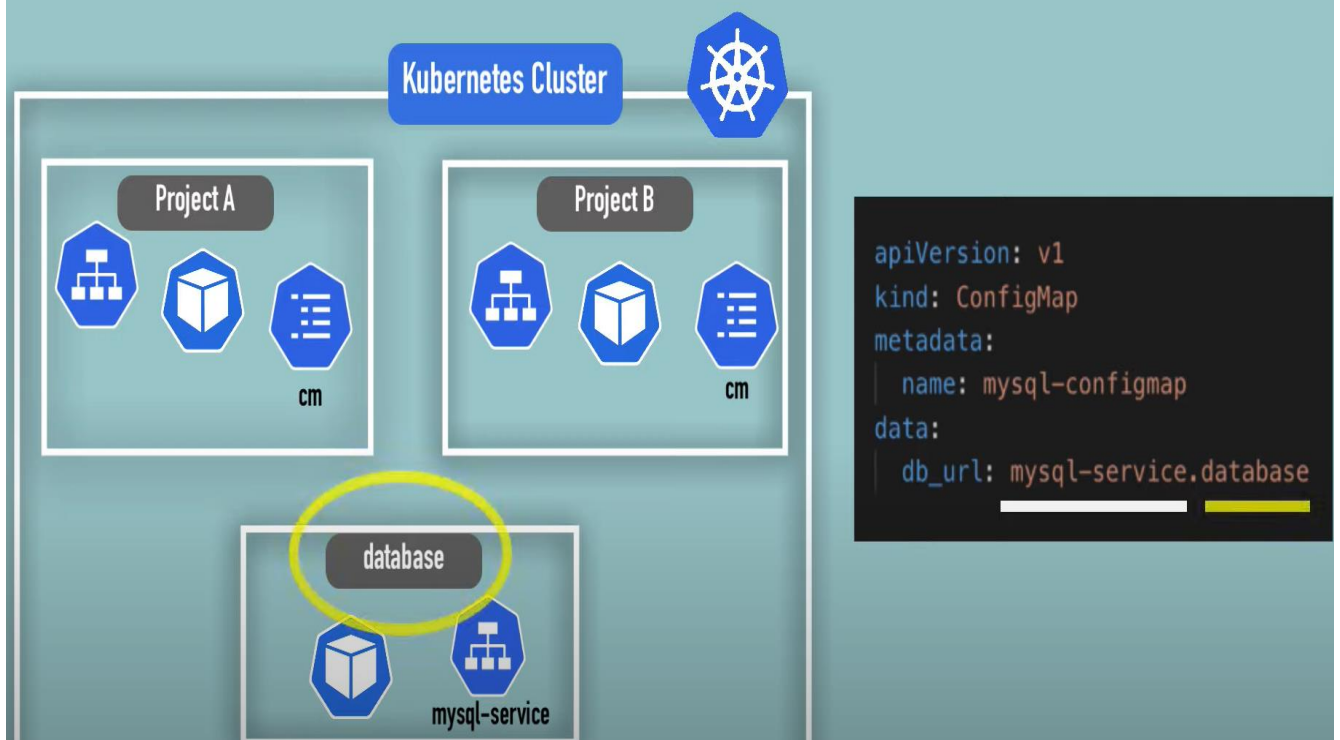 Kubernetes Cluster
Project A
Project B
cm
cm
database
mysql-service
apiVersion: v1
kind: ConfigMap
metadata:
name: mysql-configmap
data:
db_url: mysql-service.database